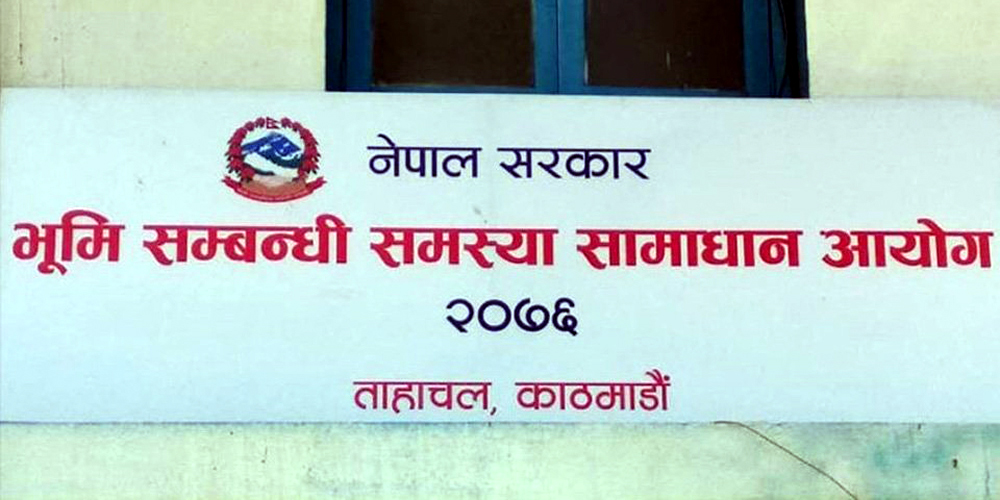 नेपाल सरकार
भूमि सम्बन्धी समस्या सामाधान आयोग
२०७६
ताहाचल, काठमाडौं